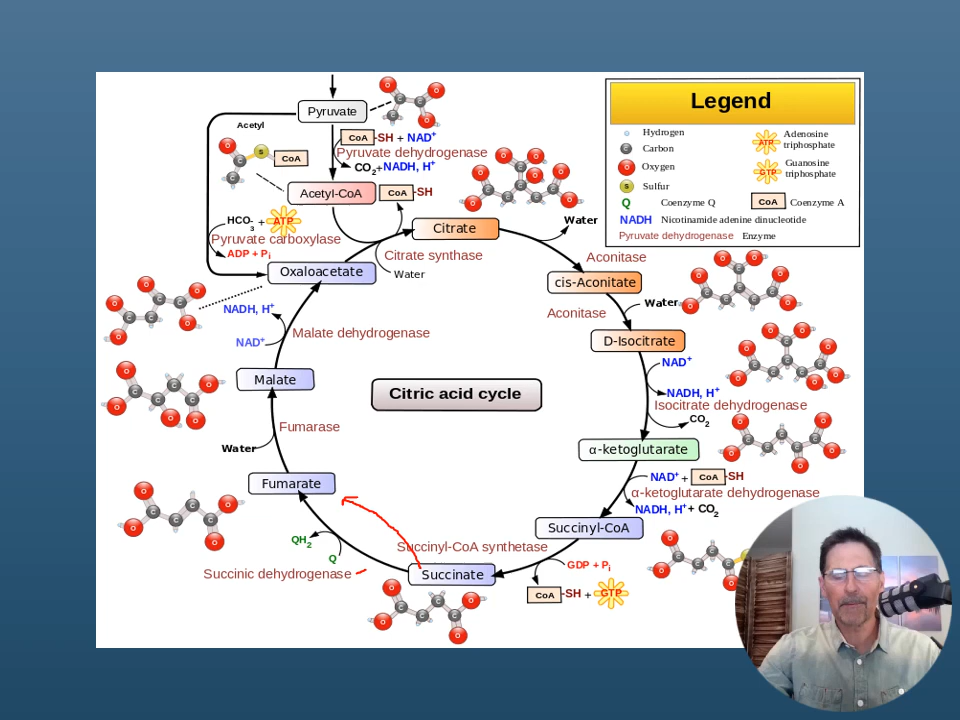 Pyruvate
Acetyl
CoA-SH + NAD+
Pyruvate dehydrogenase
CO2+NADH, H+
S CoA
Acetyl-CoA
CoA-SH
HCO3- + ATP
Pyruvate carboxylase
ADP + Pi
Citrate
Water
Citrate synthase
Water
Oxaloacetate
Aconitase
cis-Aconitate
Water
Aconitase
D-Isocitrate
NAD+
NADH, H+
Isocitrate dehydrogenase
CO2
α-ketoglutarate
NAD+ + CoA-SH
α-ketoglutarate dehydrogenase
NADH, H+ + CO2
Succinyl-CoA
Succinyl-CoA synthetase
GDP + Pi
CoA-SH + GTP
Succinate
Succinic dehydrogenase
Q
QH2
Fumarate
Water
Fumarase
Malate
Malate dehydrogenase
NAD+
NADH, H+
Citric acid cycle
Legend
Hydrogen
C Carbon
O Oxygen
S Sulfur
Q Coenzyme Q
NADH Nicotinamide adenine dinucleotide
Pyruvate dehydrogenase Enzyme
ATP Adenosine triphosphate
GTP Guanosine triphosphate
CoA Coenzyme A